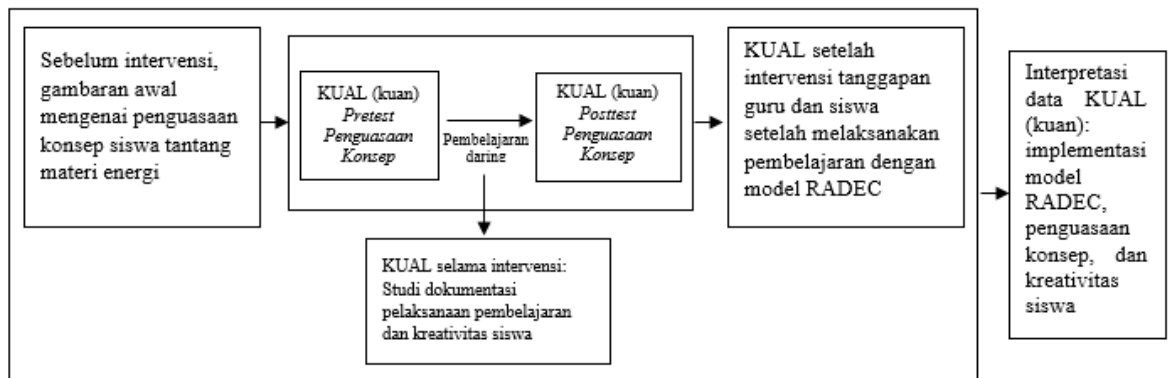 Sebelum intervensi,
gambaran awal
mengenai penguasaan
konsep siswa tantang
materi energi
KUAL (kuan)
Pretest
Penguasaan
Konsep
Pembelajaran
daring
KUAL (kuan)
Posttest
Penguasaan
Konsep
KUAL selama intervensi:
Studi dokumentasi
pelaksanaan pembelajaran
dan kreativitas siswa
KUAL setelah
intervensi tanggapan
guru dan siswa
setelah melaksanakan
pembelajaran dengan
model RADEC
Interpretasi
data KUAL
(kuan):
implementasi
model
RADEC,
penguasaan
konsep, dan
kreativitas
siswa